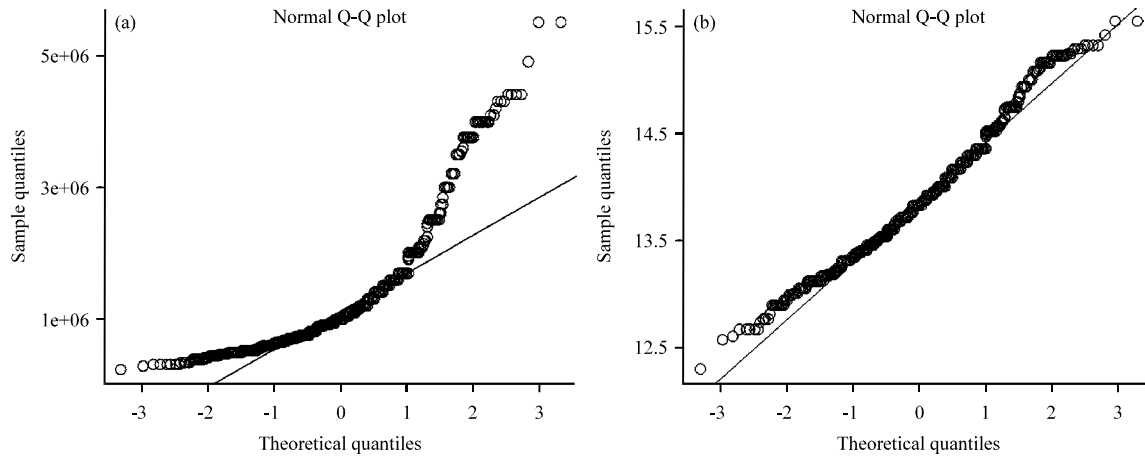 (a)
Normal Q-Q plot
5e+06
3e+06
1e+06
Sample quantiles
-3 -2 -1 0 1 2 3
Theoretical quantiles
(b)
Normal Q-Q plot
15.5
14.5
13.5
12.5
Sample quantiles
-3 -2 -1 0 1 2 3
Theoretical quantiles